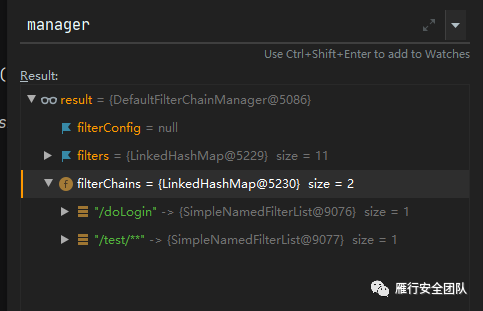 manager
Use Ctrl+Shift+Enter to add to Watches
Result:
result = {DefaultFilterChainManager@5086}
filterConfig = null
filters = {LinkedHashMap@5229} size = 11
f filterChains = {LinkedHashMap@5230} size = 2
"/doLogin" -> {SimpleNamedFilterList@9076} size = 1
"/test/**" -> {SimpleNamedFilterList@9077} size = 1
雁行安全团队